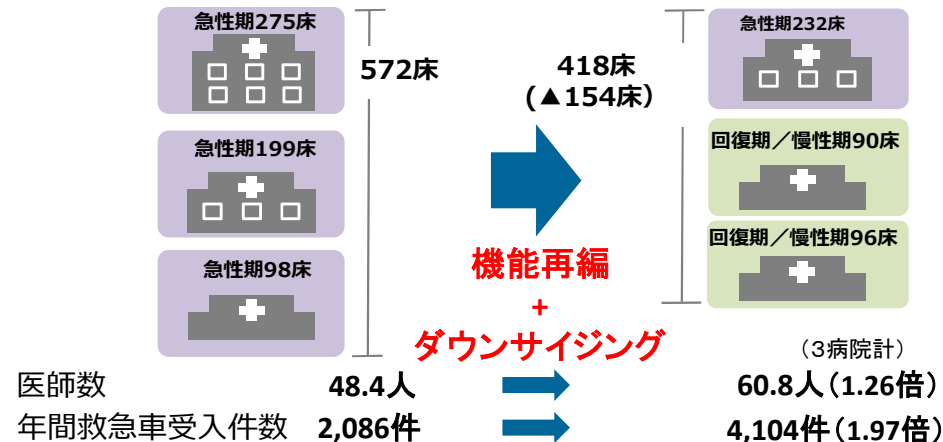 急性期275床
572床
急性期199床
急性期98床
418床
(▲154床）
機能再編
+
ダウンサイジング
急性期232床
回復期／慢性期90床
回復期／慢性期96床
（３病院計）
医師数 48.4人 60.8人（1.26倍）
年間救急車受入件数 2,086件 4,104件（1.97倍）